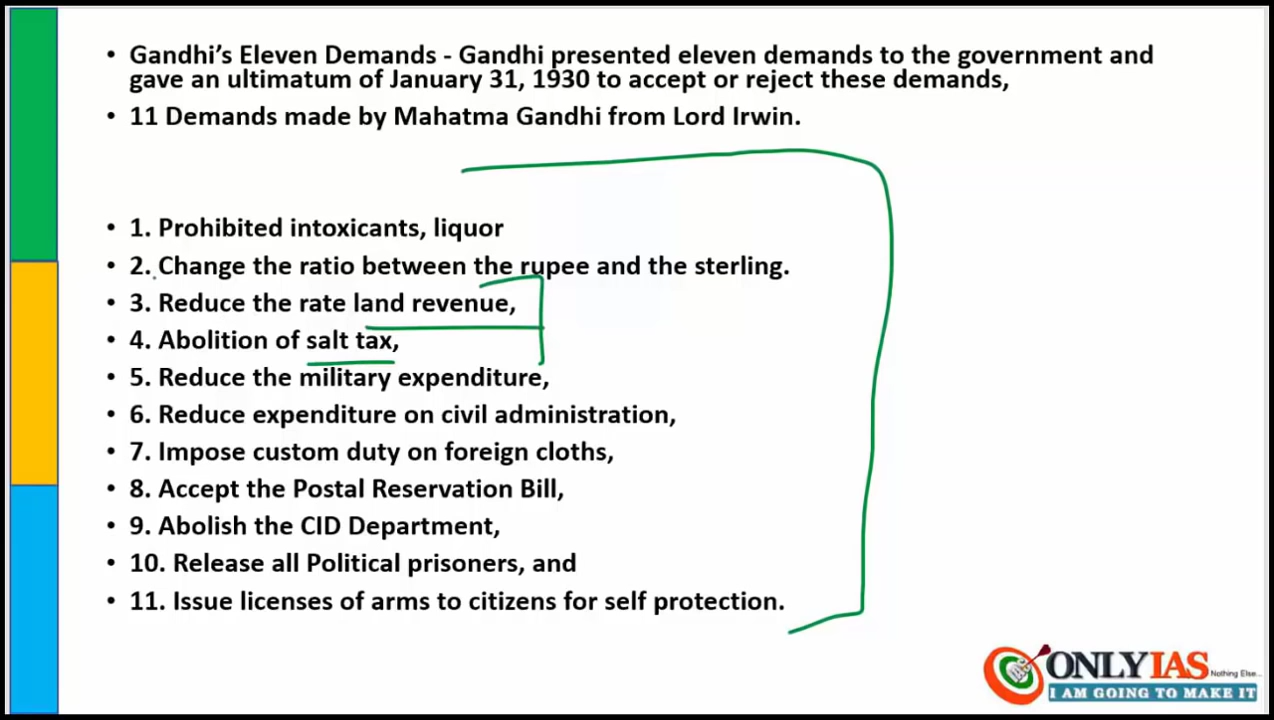 • Gandhi's Eleven Demands - Gandhi presented eleven demands to the government and
gave an ultimatum of January 31, 1930 to accept or reject these demands,
• 11 Demands made by Mahatma Gandhi from Lord Irwin.
• 1. Prohibited intoxicants, liquor
• 2. Change the ratio between the rupee and the sterling.
• 3. Reduce the rate land revenue,
• 4. Abolition of salt tax,
• 5. Reduce the military expenditure,
• 6. Reduce expenditure on civil administration,
• 7. Impose custom duty on foreign cloths,
• 8. Accept the Postal Reservation Bill,
• 9. Abolish the CID Department,
• 10. Release all Political prisoners, and
• 11. Issue licenses of arms to citizens for self protection.
ONLYIAS Nothing Else...
I AM GOING TO MAKE IT